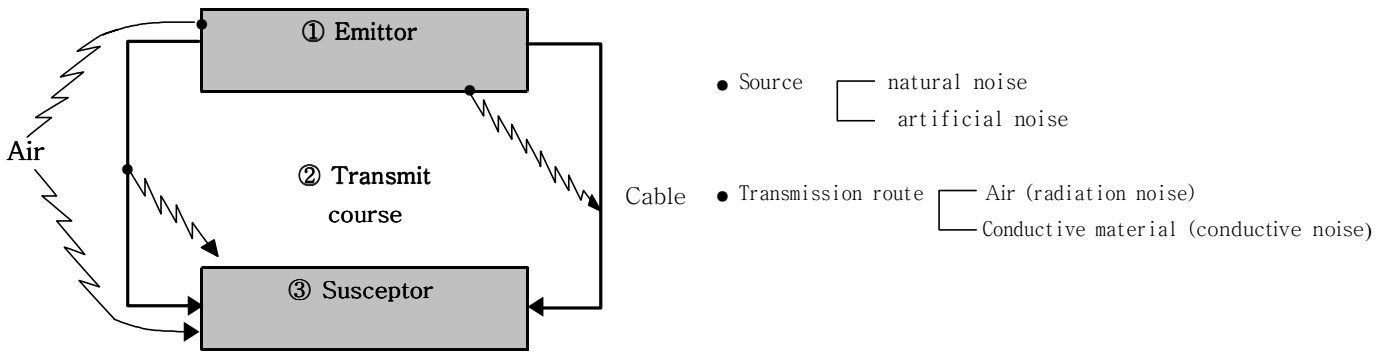 ① Emittor
Air
② Transmit
course
③ Susceptor
Cable
● Source
natural noise
artificial noise
● Transmission route
Air (radiation noise)
Conductive material (conductive noise)